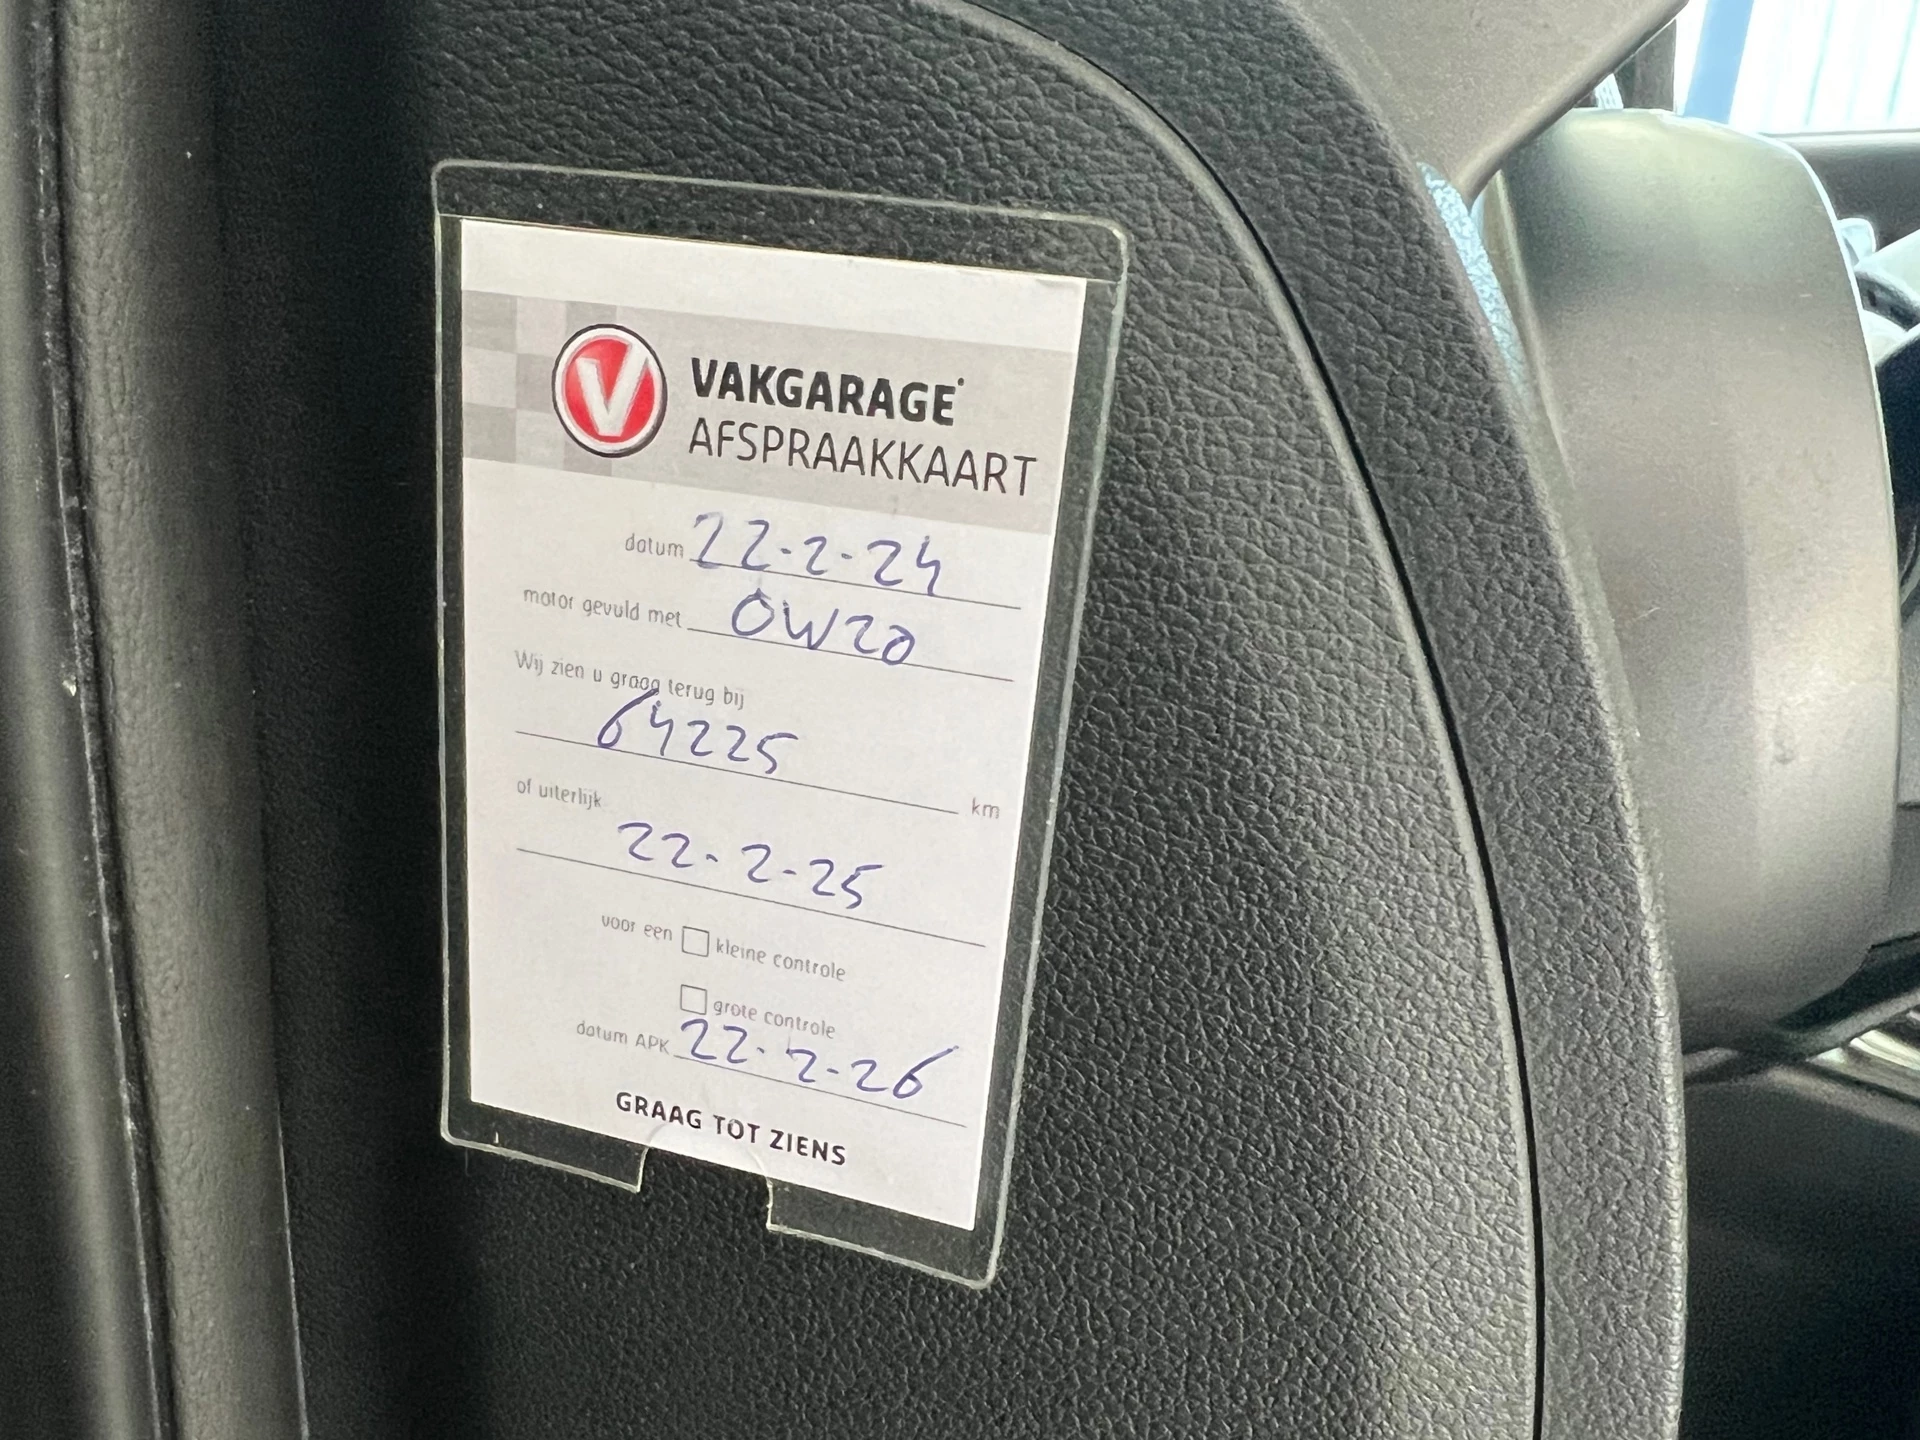 V
VAKGARAGE
AFSPRAAKKAART
datum 22-2-24
motor gevuld met 0W20
Wij zien u graag terug bij
64225 km
of uiterlijk
22-2-25
voor een kleine controle
grote controle
datum APK 22-2-26
GRAAG TOT ZIENS